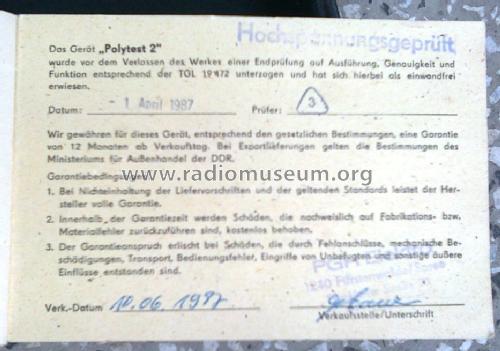 Hochspannungsgeprüft
Das Gerät „Polytest 2"
wurde vor dem Verlassen des Werkes einer Endprüfung auf Ausführung, Genauigkeit und
Funktion entsprechend der TGL 19472 unterzogen und hat sich hierbei als einwandfrei
erwiesen.
Datum: - 1. April 1987 Prüfer: 3
Wir gewähren für dieses Gerät, entsprechend den gesetzlichen Bestimmungen, eine Garantie
von 12 Monaten ab Verkaufstag. Bei Exportlieferungen gelten die Bestimmungen des
Ministeriums für Außenhandel der DDR.
www.radiomuseum.org
Garantiebedingungen:
1. Bei Nichteinhaltung der Liefervorschriften und der geltenden Standards leistet der Her-
steller volle Garantie.
2. Innerhalb der Garantiezeit werden Schäden, die nachweislich auf Fabrikations- bzw.
Materialfehler zurückzuführen sind, kostenlos behoben.
3. Der Garantieanspruch erlischt bei Schäden, die durch Fehlanschlüsse, mechanische Be-
schädigungen, Transport, Bedienungsfehler, Eingriffe von Unbefugten und sonstige äußere
Einflüsse entstanden sind.
PGH
1240 Fürstenwalde/Spree
Verk.-Datum 10.06.1987
Verkaufsstelle/Unterschrift